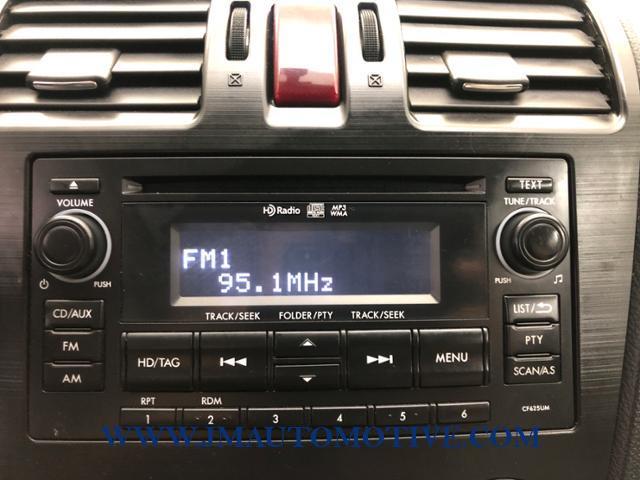 TEXT
VOLUME
TUNE/TRACK
HD Radio
MP3
WMA
FM1
95.1MHz
PUSH
PUSH
CD/AUX
TRACK/SEEK
FOLDER/PTY
TRACK/SEEK
LIST/
FM
HD/TAG
MENU
PTY
AM
SCAN/A.S
RPT
RDM
CF625UM
1
2
3
4
5
6
WWW.JMAUTOMOTIVE.COM